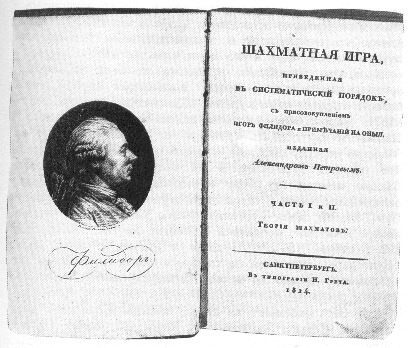 Филидоръ
ШАХМАТНАЯ ИГРА,
ПРИВЕДЕННАЯ
ВЪ СИСТЕМАТИЧЕСКІЙ ПОРЯДОКЪ,
съ присовокупленіемъ
ИГОРЪ ФИЛИДОРА и ПРИМѢЧАНІЙ НА ОНЫЯ,
ИЗДАННАЯ
Александромъ Петровымъ.
ЧАСТЬ I и II.
ТЕОРІЯ ШАХМАТОВЪ.
САНКТПЕТЕРБУРГЪ.
Въ типографіи Н. Греча.
1824.